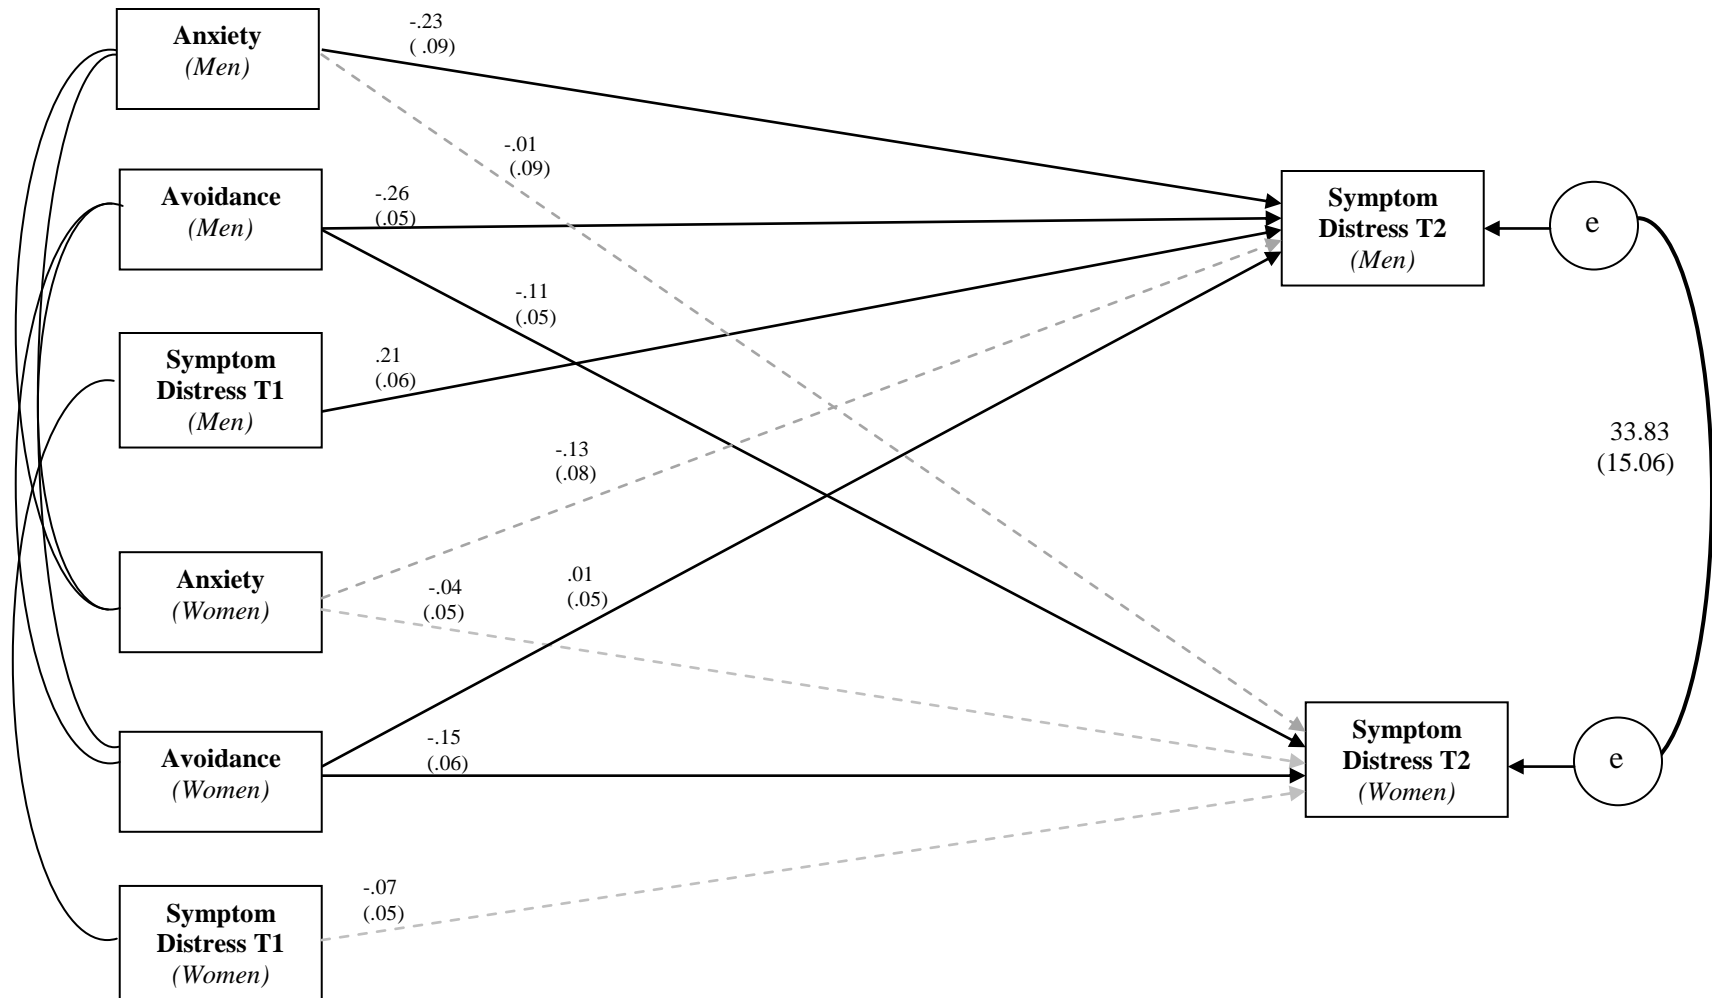 Anxiety
(Men)
-.23
( .09)
-.01
(.09)
Avoidance
(Men)
-.26
(.05)
Symptom
Distress T2
(Men)
e
-.11
(.05)
Symptom
Distress T1
(Men)
.21
(.06)
33.83
(15.06)
-.13
(.08)
Anxiety
(Women)
-.04
(.05)
.01
(.05)
Avoidance
(Women)
-.15
(.06)
Symptom
Distress T2
(Women)
e
Symptom
Distress T1
(Women)
-.07
(.05)